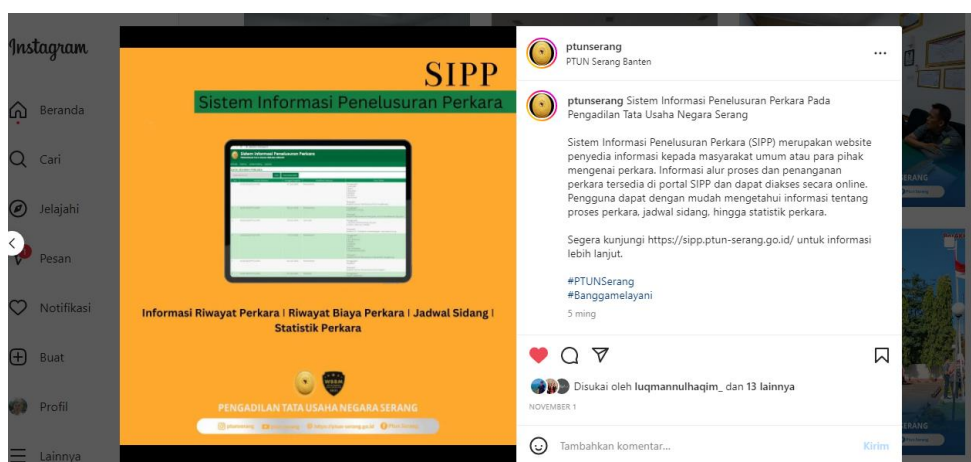 Instagram
Beranda
Cari
Jelajahi
Pesan
Notifikasi
Buat
Profil
Lainnya
SIPP
Sistem Informasi Penelusuran Perkara
Sistem Informasi Penelusuran Perkara
Informasi Riwayat Perkara | Riwayat Biaya Perkara | Jadwal Sidang |
Statistik Perkara
PENGADILAN TATA USAHA NEGARA SERANG
ptunserang
PTUN Serang Banten
ptunserang Sistem Informasi Penelusuran Perkara Pada
Pengadilan Tata Usaha Negara Serang
Sistem Informasi Penelusuran Perkara (SIPP) merupakan website
penyedia informasi kepada masyarakat umum atau para pihak
mengenai perkara. Informasi alur proses dan penanganan
perkara tersedia di portal SIPP dan dapat diakses secara online.
Pengguna dapat dengan mudah mengetahui informasi tentang
proses perkara, jadwal sidang, hingga statistik perkara.
Segera kunjungi https://sipp.ptun-serang.go.id/ untuk informasi
lebih lanjut.
#PTUNSerang
#Banggamelayani
5 ming
Disukai oleh luqmannulhaqim_ dan 13 lainnya
NOVEMBER 1
Tambahkan komentar...
Kirim
ERANG
ERANG